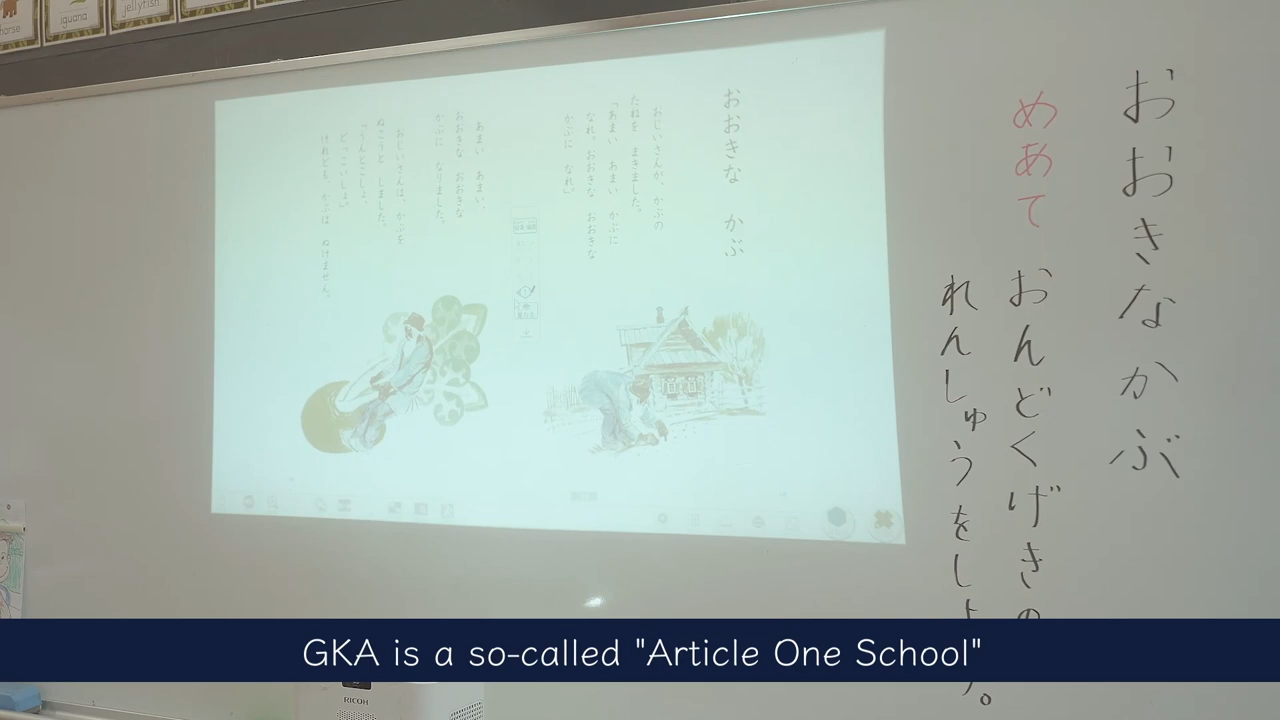 horse
iguana
jellyfish
おおきなかぶ
めあて おんどくげきの
れんしゅうをしよう。
おおきな かぶ
おじいさんが、かぶの
たねを まきました。
「あまい あまい かぶに
なれ。おおきな おおきな
かぶに なれ。」
あまい あまい、
おおきな おおきな
かぶに なりました。
おじいさんは、かぶを
ぬこうと しました。
「うんとこしょ、
どっこいしょ。」
けれども、かぶは ぬけません。
GKA is a so-called "Article One School"
RICOH